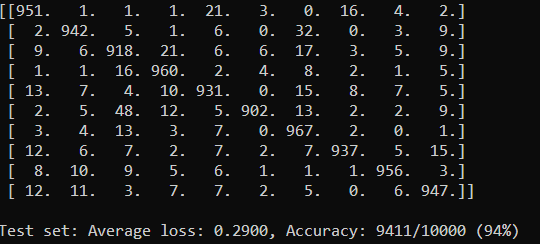 [[951. 1. 1. 1. 21. 3. 0. 16. 4. 2.]
[ 2. 942. 5. 1. 6. 0. 32. 0. 3. 9.]
[ 9. 6. 918. 21. 6. 6. 17. 3. 5. 9.]
[ 1. 1. 16. 960. 2. 4. 8. 2. 1. 5.]
[ 13. 7. 4. 10. 931. 0. 15. 8. 7. 5.]
[ 2. 5. 48. 12. 5. 902. 13. 2. 2. 9.]
[ 3. 4. 13. 3. 7. 0. 967. 2. 0. 1.]
[ 12. 6. 7. 2. 7. 2. 7. 937. 5. 15.]
[ 8. 10. 9. 5. 6. 1. 1. 1. 956. 3.]
[ 12. 11. 3. 7. 7. 2. 5. 0. 6. 947.]]
Test set: Average loss: 0.2900, Accuracy: 9411/10000 (94%)